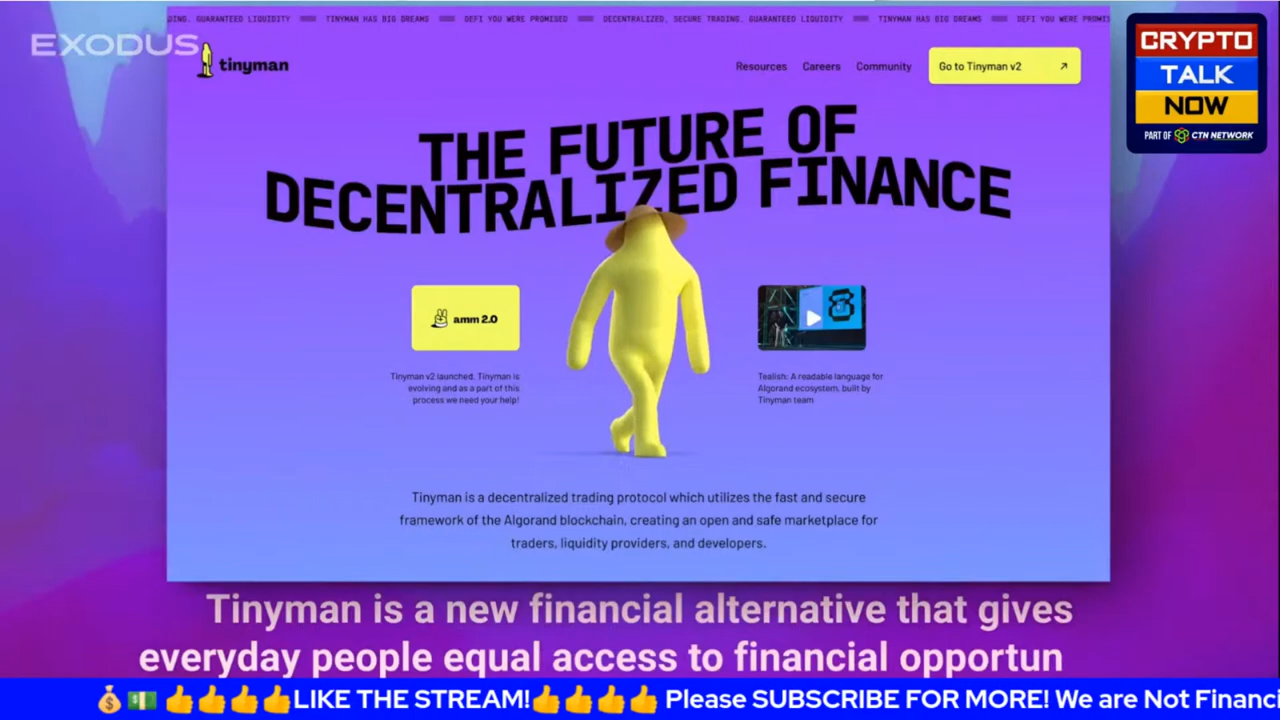 DING, GUARANTEED LIQUIDITY TINYMAN HAS BIG DREAMS DEFI YOU WERE PROMISED DECENTRALIZED, SECURE TRADING, GUARANTEED LIQUIDITY TINYMAN HAS BIG DREAMS DEFI YOU WERE PROMI
EXODUS
tinyman
Resources Careers Community Go to Tinyman v2
CRYPTO
TALK
NOW
PART OF CTN NETWORK
THE FUTURE OF
DECENTRALIZED FINANCE
amm 2.0
Tinyman v2 launched. Tinyman is
evolving and as a part of this
process we need your help!
Tealish: A readable language for
Algorand ecosystem, built by
Tinyman team
Tinyman is a decentralized trading protocol which utilizes the fast and secure
framework of the Algorand blockchain, creating an open and safe marketplace for
traders, liquidity providers, and developers.
Tinyman is a new financial alternative that gives
everyday people equal access to financial opportun
💰💵👍👍👍👍LIKE THE STREAM!👍👍👍👍 Please SUBSCRIBE FOR MORE! We are Not Financi